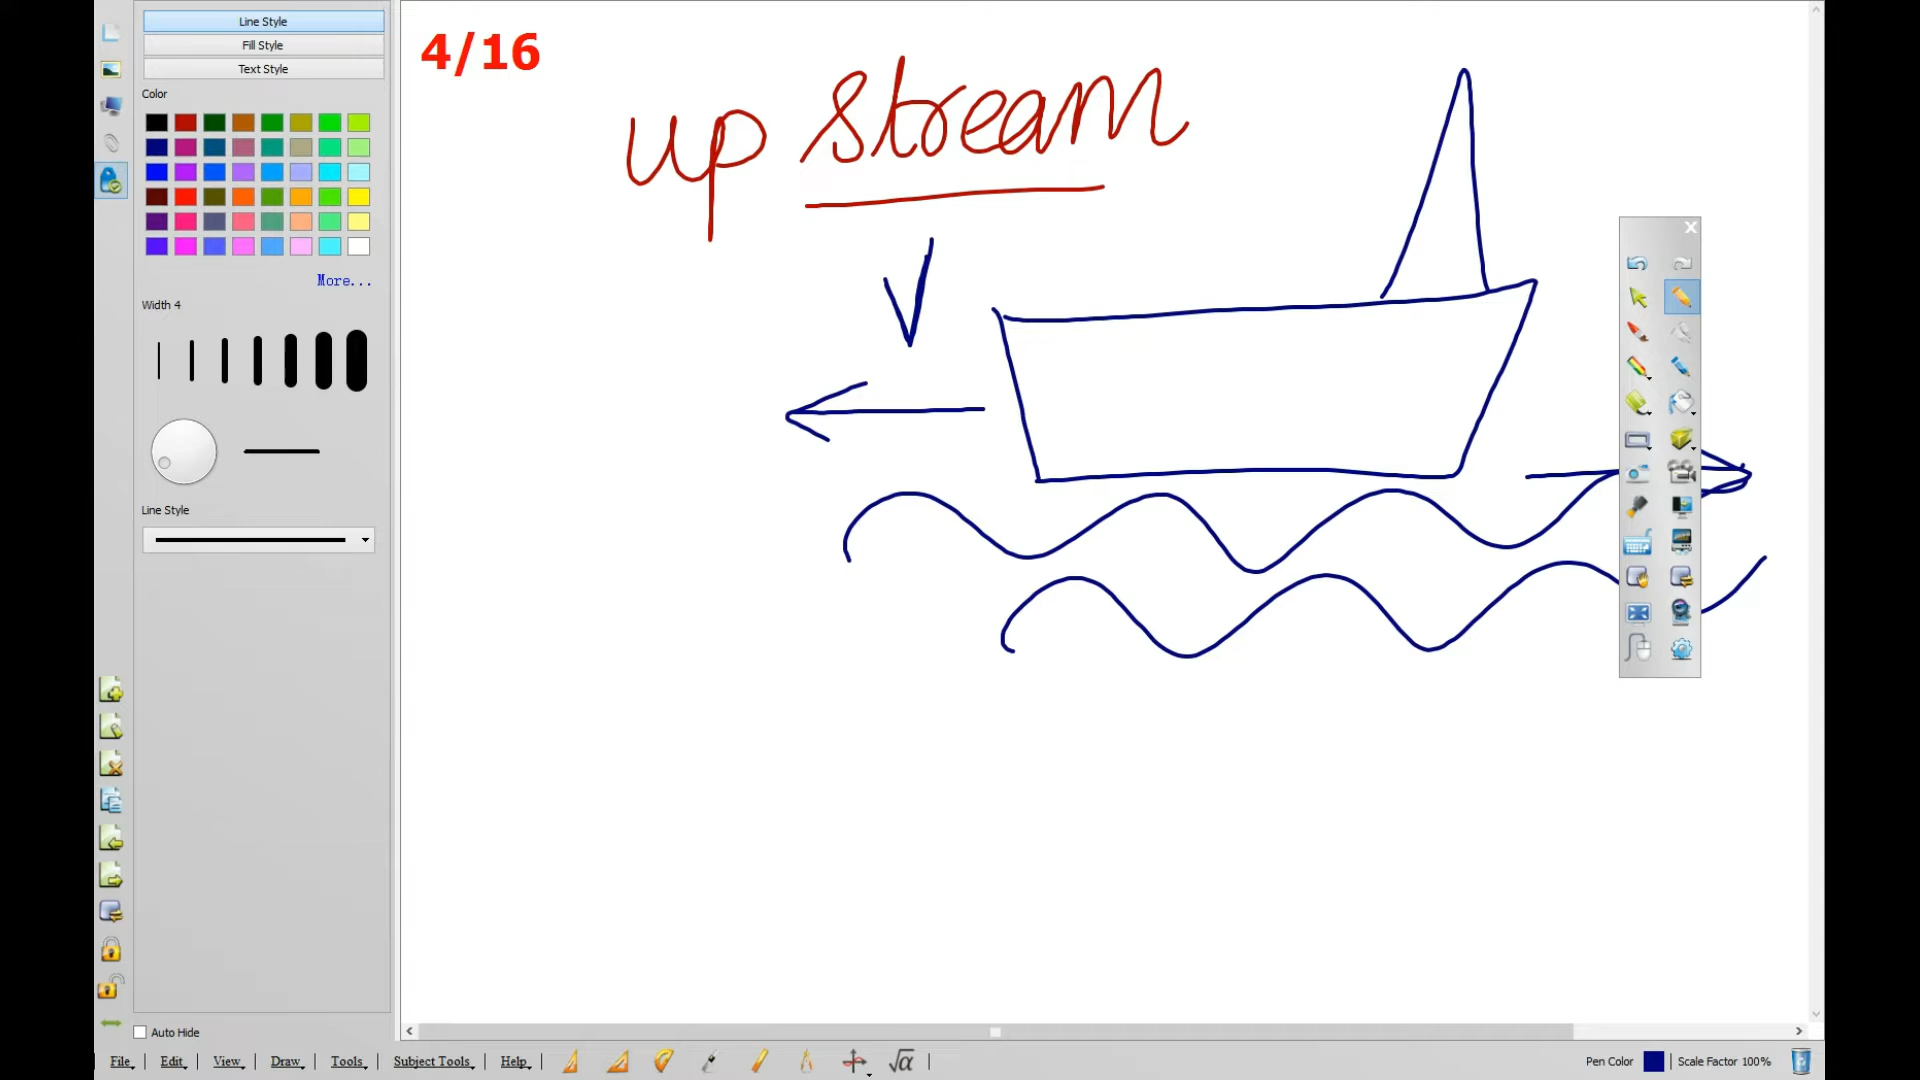 Line Style
Fill Style
Text Style
Color
More...
Width 4
Line Style
Auto Hide
4/16
up stream
V
File
Edit
View
Draw
Tools
Subject Tools
Help
√α
Pen Color
Scale Factor 100%